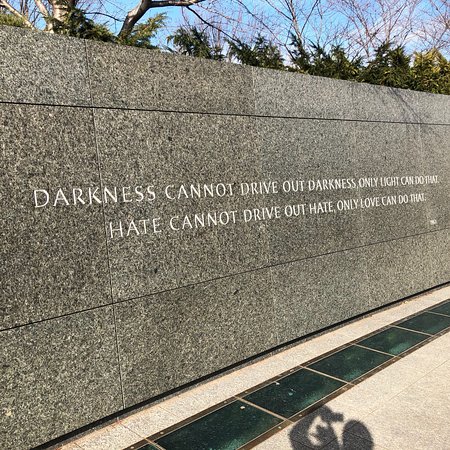 DARKNESS CANNOT DRIVE OUT DARKNESS, ONLY LIGHT CAN DO THAT.
HATE CANNOT DRIVE OUT HATE, ONLY LOVE CAN DO THAT.